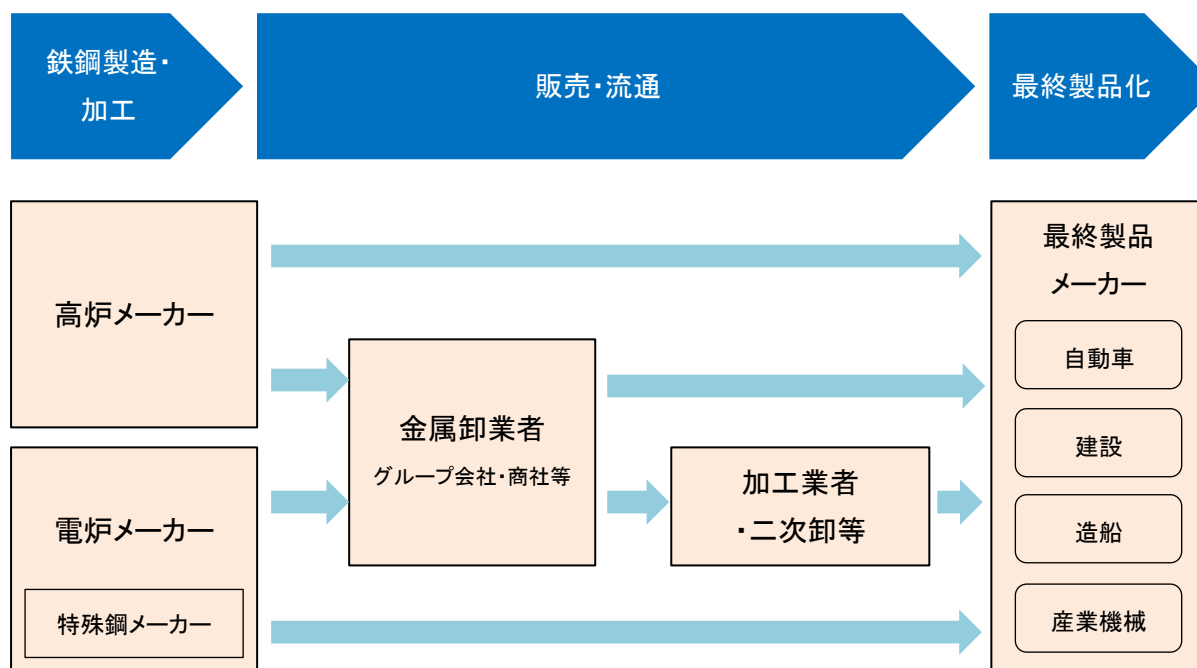 鉄鋼製造・
加工
販売・流通
最終製品化
高炉メーカー
電炉メーカー
特殊鋼メーカー
金属卸業者
グループ会社・商社等
加工業者
・二次卸等
最終製品
メーカー
自動車
建設
造船
産業機械